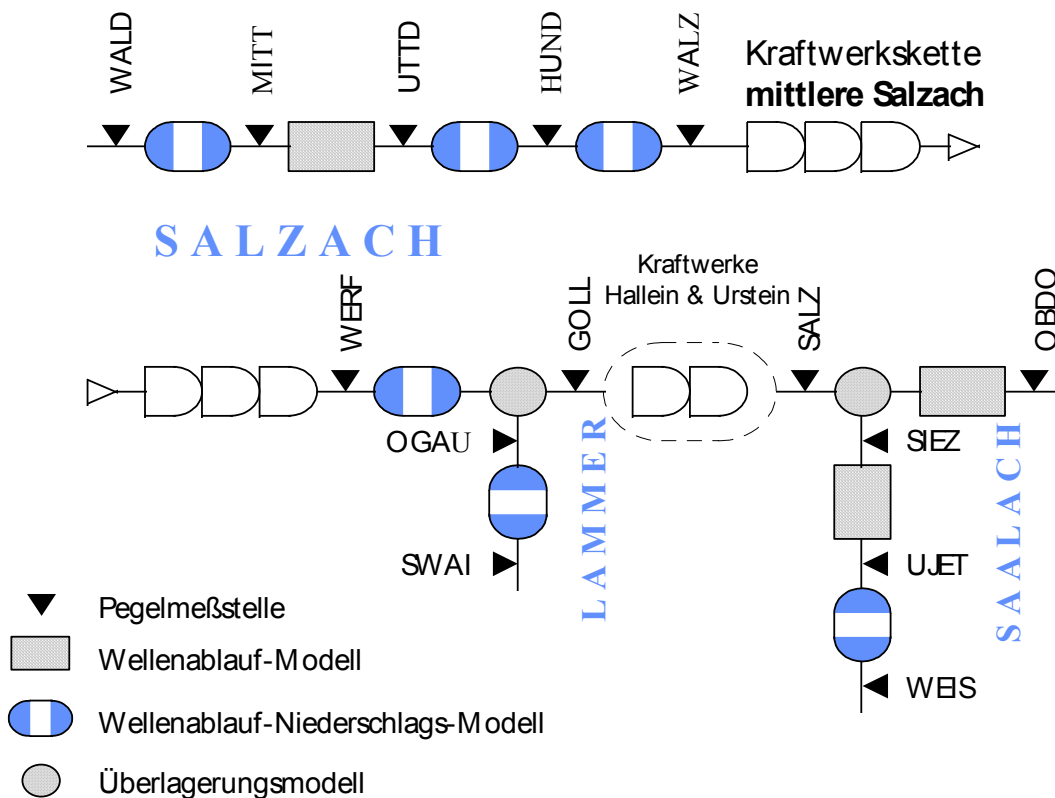 WALD
MITT
UTTD
HUND
WALZ
Kraftwerkskette
mittlere Salzach
SALZACH
WERF
GOLL
Kraftwerke
Hallein & Urstein
SALZ
OBDO
OGAU
SIEZ
LAMMER
SAALACH
SWAI
UJET
WEIS
Pegelmeßstelle
Wellenablauf-Modell
Wellenablauf-Niederschlags-Modell
Überlagerungsmodell